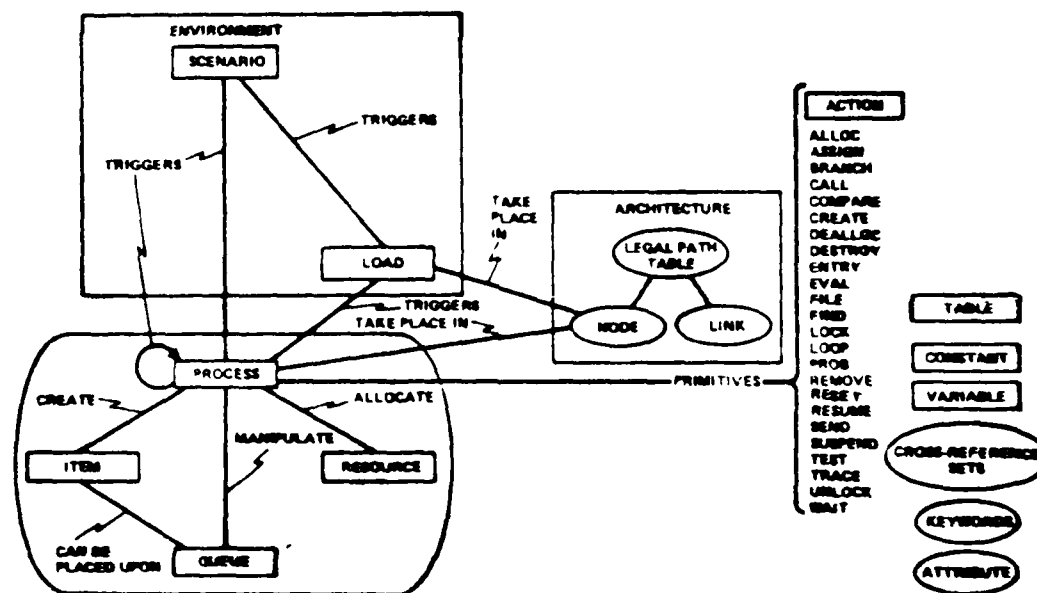 ENVIRONMENT
SCENARIO
TRIGGERS
TRIGGERS
LOAD
TAKE
PLACE
IN
TRIGGERS
TAKE PLACE IN
ARCHITECTURE
LEGAL PATH
TABLE
NODE
LINK
PROCESS
CREATE
ALLOCATE
MANIPULATE
ITEM
RESOURCE
CAN BE
PLACED UPON
QUEUE
PRIMITIVES
ACTION
ALLOC
ASSIGN
BRANCH
CALL
COMPARE
CREATE
DEALLOC
DESTROY
ENTRY
EVAL
FILE
FIND
LOCK
LOOP
PROB
REMOVE
RESET
RESUME
SEND
SUSPEND
TEST
TRACE
UNLOCK
WAIT
TABLE
CONSTANT
VARIABLE
CROSS-REFERENCE
SETS
KEYWORDS
ATTRIBUTE